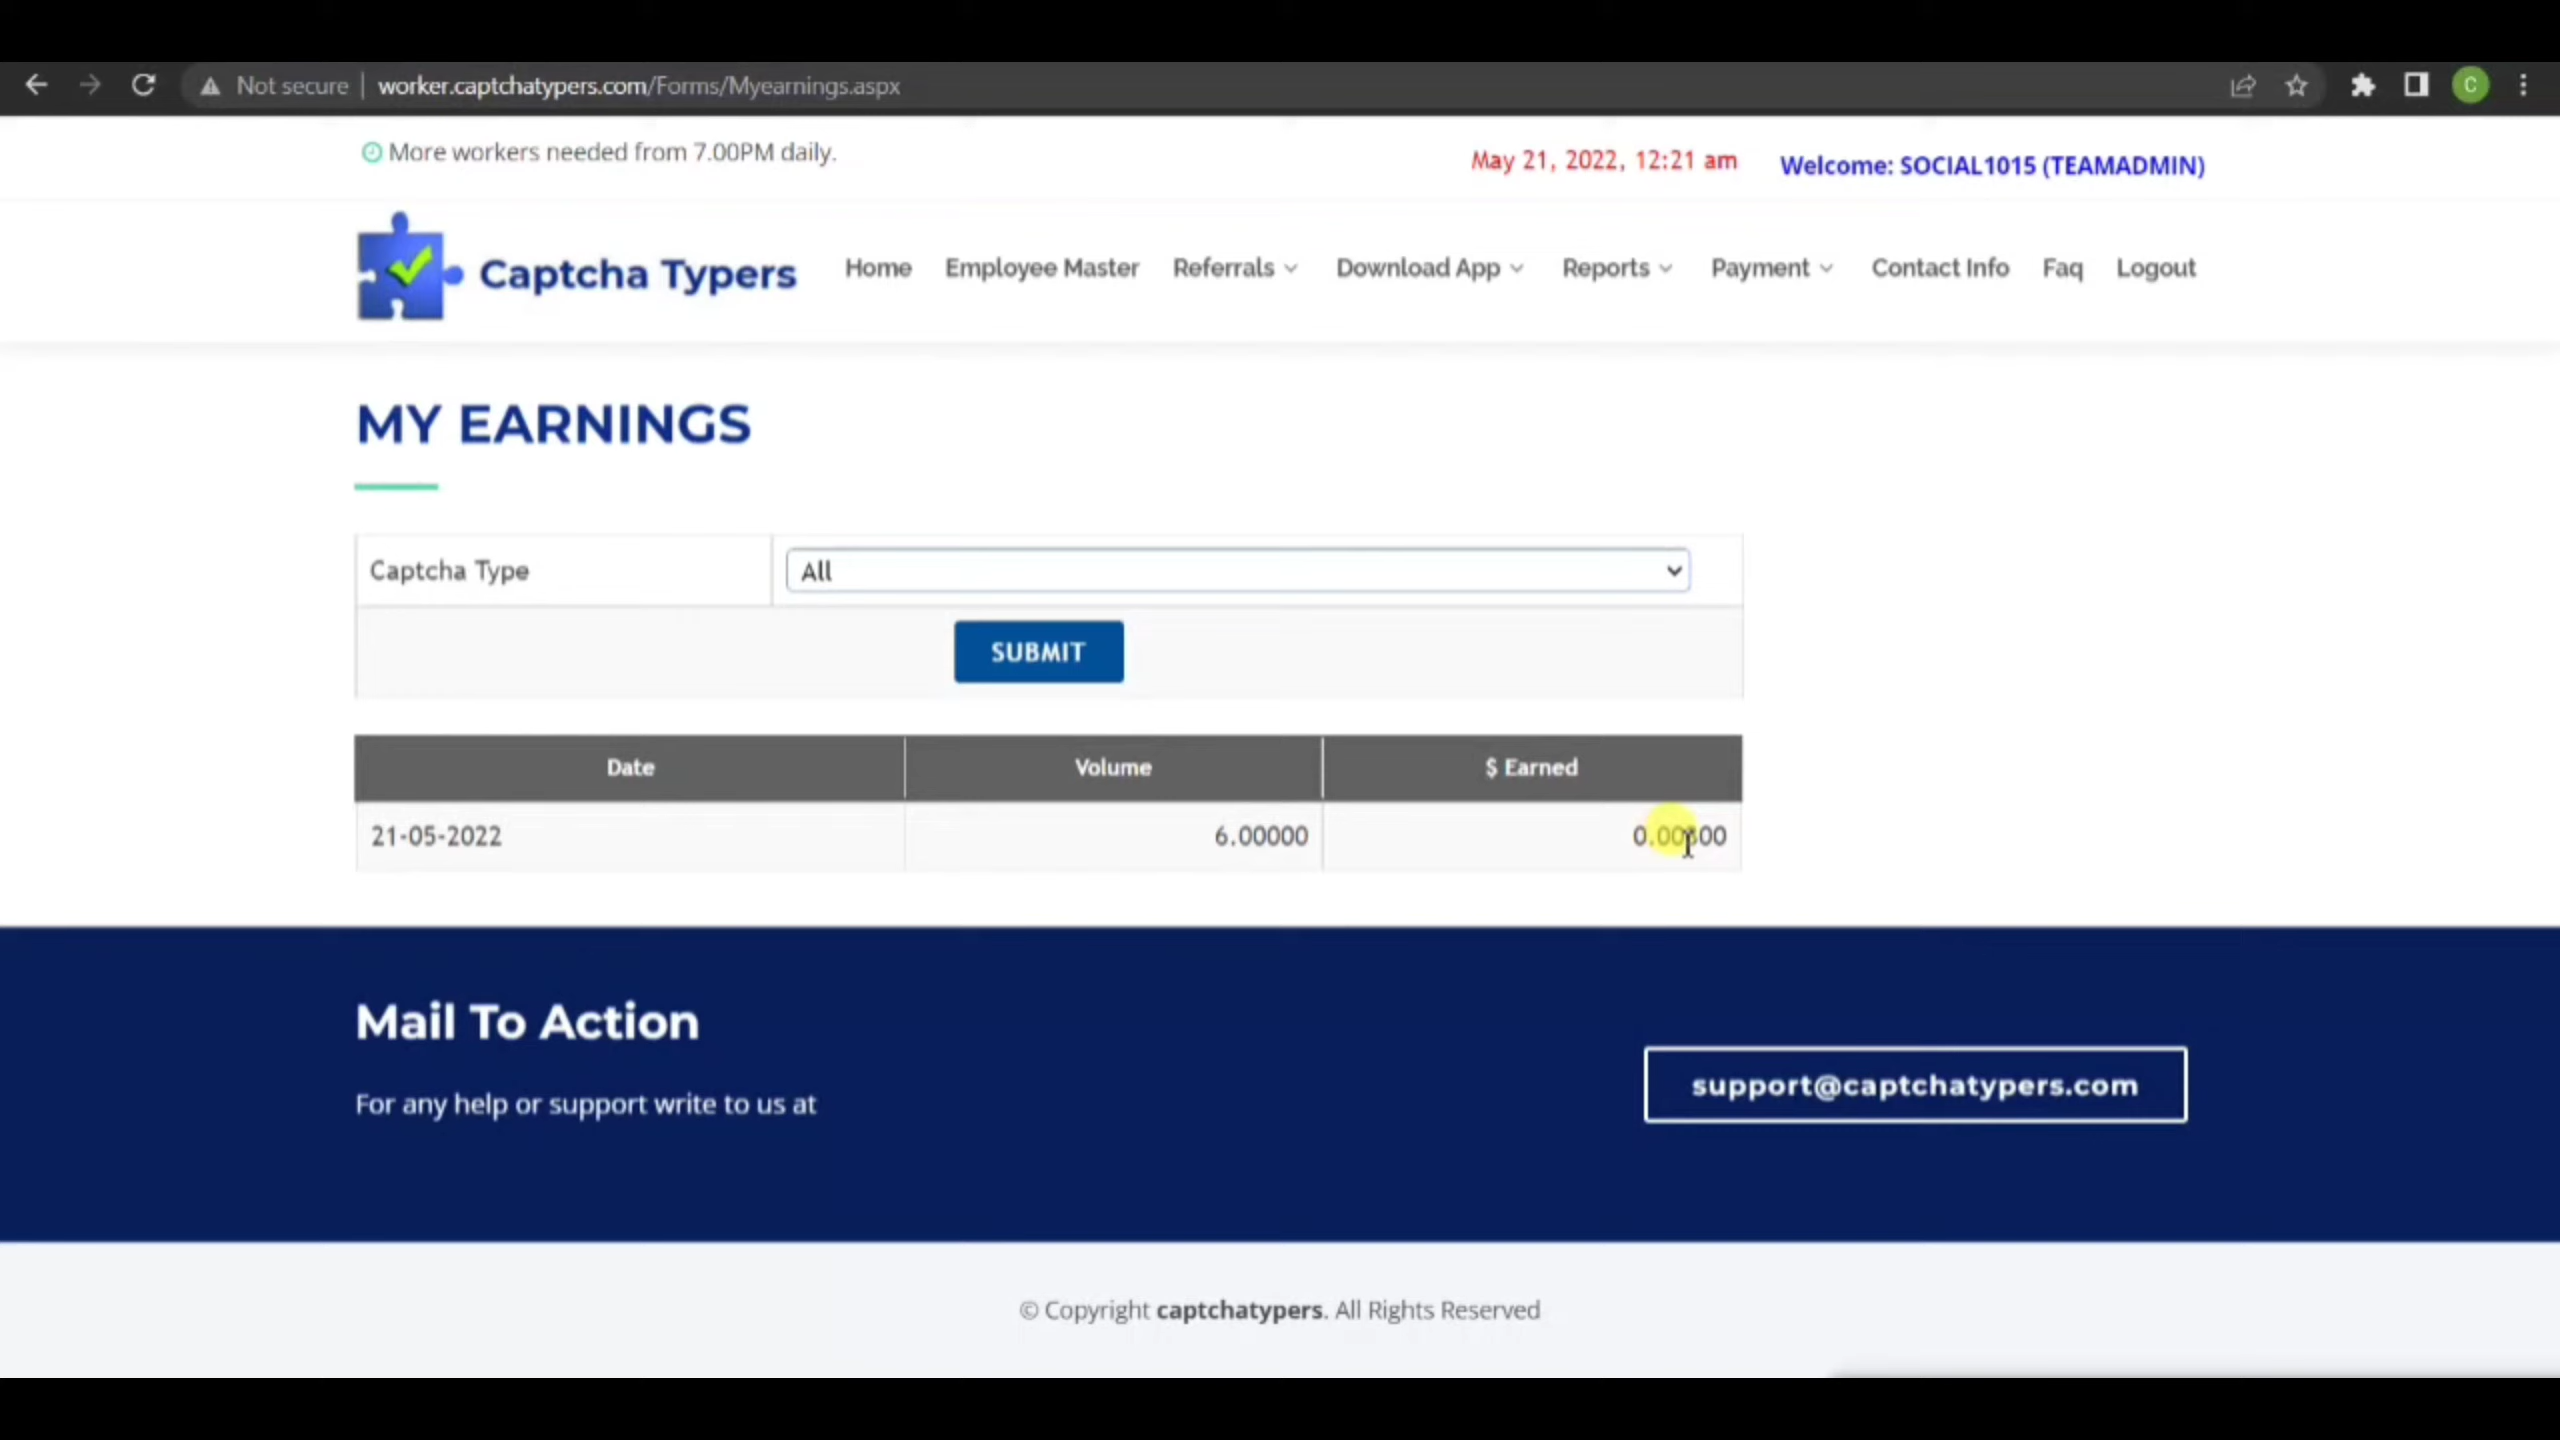 Not secure | worker.captchatypers.com/Forms/Myearnings.aspx
C
More workers needed from 7.00PM daily.
May 21, 2022, 12:21 am
Welcome: SOCIAL1015 (TEAMADMIN)
Captcha Typers
Home
Employee Master
Referrals
Download App
Reports
Payment
Contact Info
Faq
Logout
MY EARNINGS
Captcha Type
All
SUBMIT
Date
Volume
$ Earned
21-05-2022
6.00000
Mail To Action
For any help or support write to us at
support@captchatypers.com
© Copyright captchatypers. All Rights Reserved